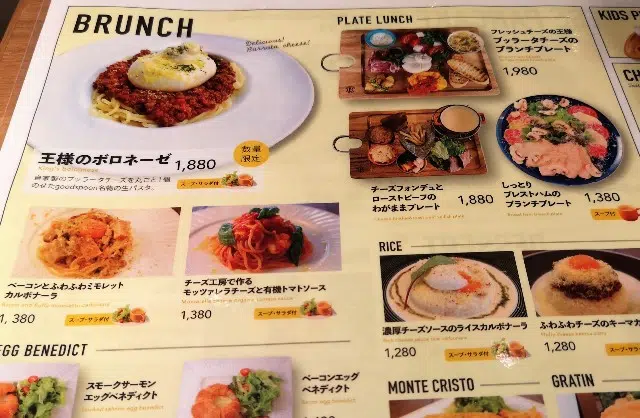 BRUNCH
Delicious!
Burrata cheese!
王様のボロネーゼ 1,880
数量限定
King's bolognese
自家製のブッラータチーズを丸ごと1個
のせたgoodspoon名物の生パスタ。
スープ・サラダ付
ベーコンとふわふわミモレット
カルボナーラ
1,380
スープ・サラダ付
チーズ工房で作る
モッツァレラチーズと有機トマトソース
1,380
スープ・サラダ付
EGG BENEDICT
スモークサーモン
エッグベネディクト
ベーコンエッグ
ベネディクト
PLATE LUNCH
フレッシュチーズの王様
ブッラータチーズの
ブランチプレート
1,980
チーズフォンデュと
ローストビーフの
わがままプレート
1,880
しっとり
ブレストハムの
ブランチプレート
1,380
スープ付
RICE
濃厚チーズソースのライスカルボナーラ
1,280
スープ・サラダ付
ふわふわチーズのキーマカ
1,280
スープ・サラダ付
MONTE CRISTO
GRATIN
KIDS P